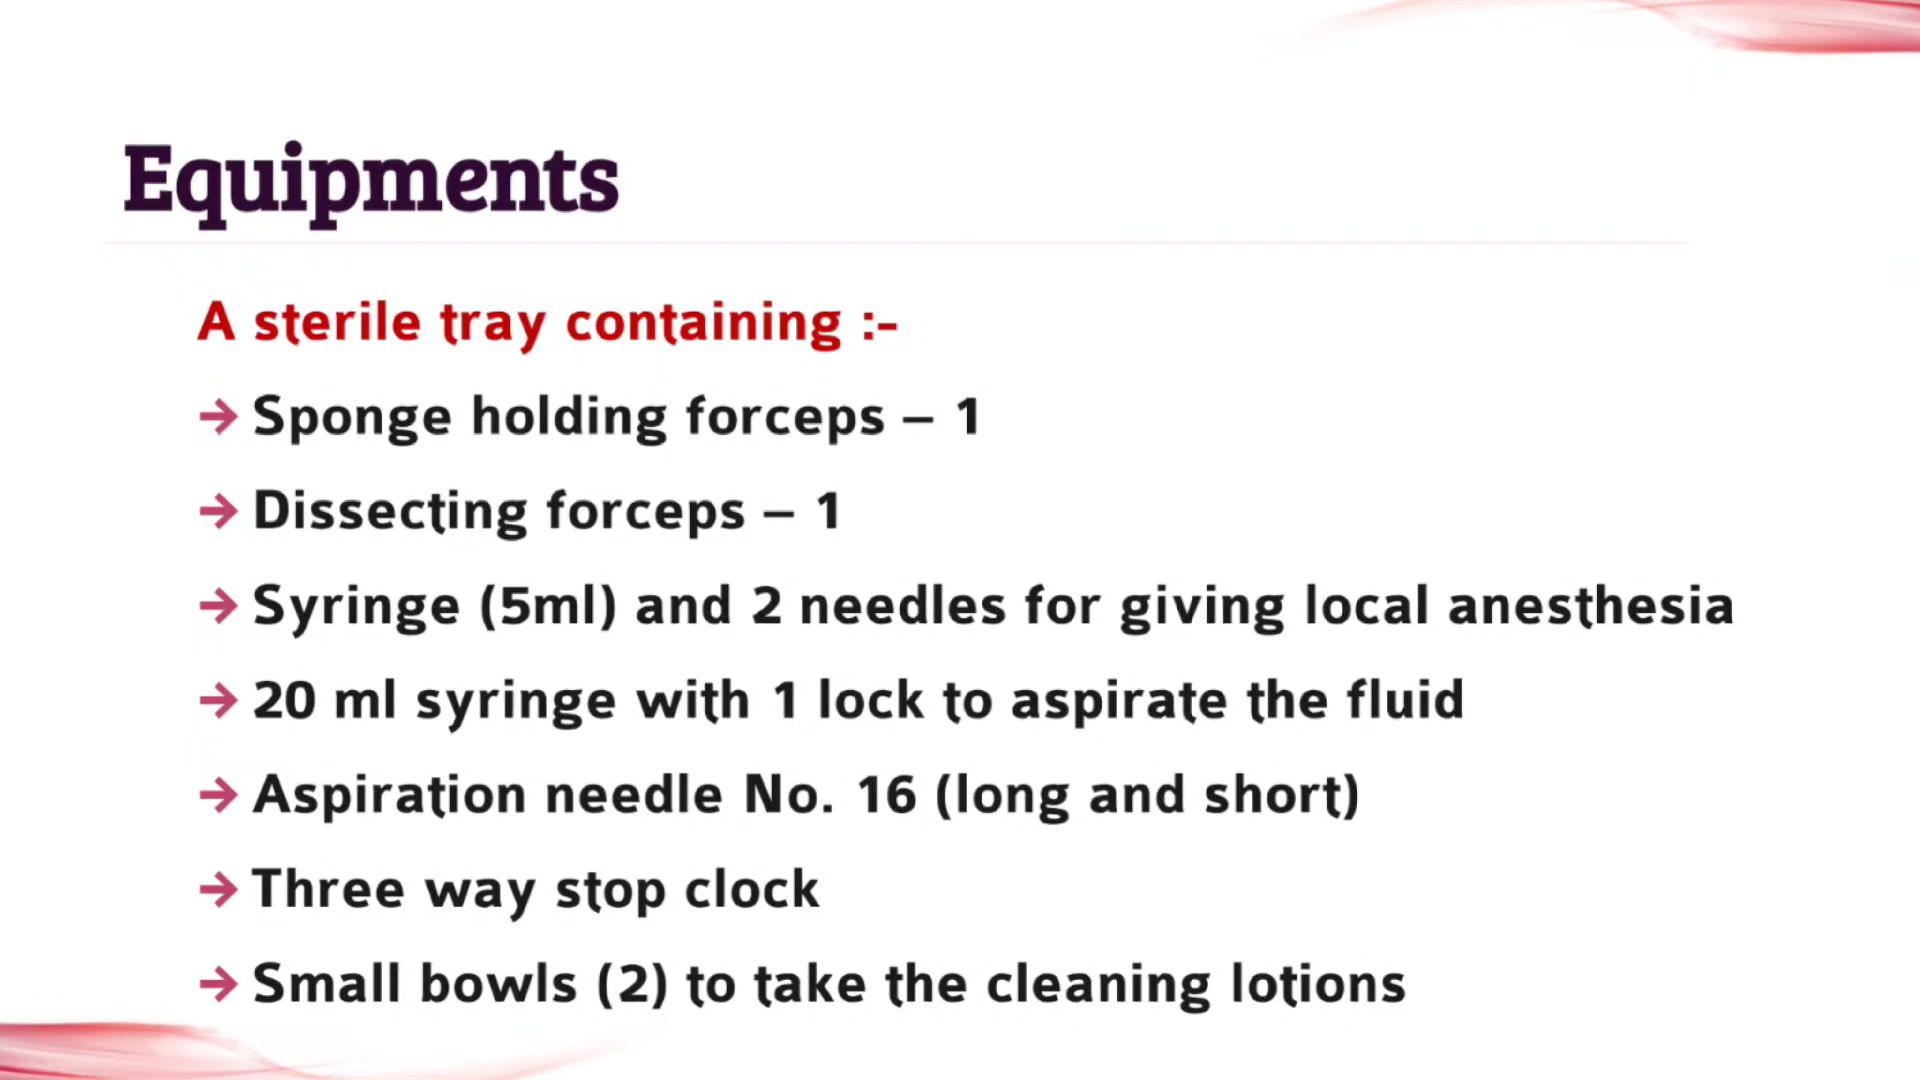 Equipments
A sterile tray containing :-
→ Sponge holding forceps – 1
→ Dissecting forceps – 1
→ Syringe (5ml) and 2 needles for giving local anesthesia
→ 20 ml syringe with 1 lock to aspirate the fluid
→ Aspiration needle No. 16 (long and short)
→ Three way stop clock
→ Small bowls (2) to take the cleaning lotions